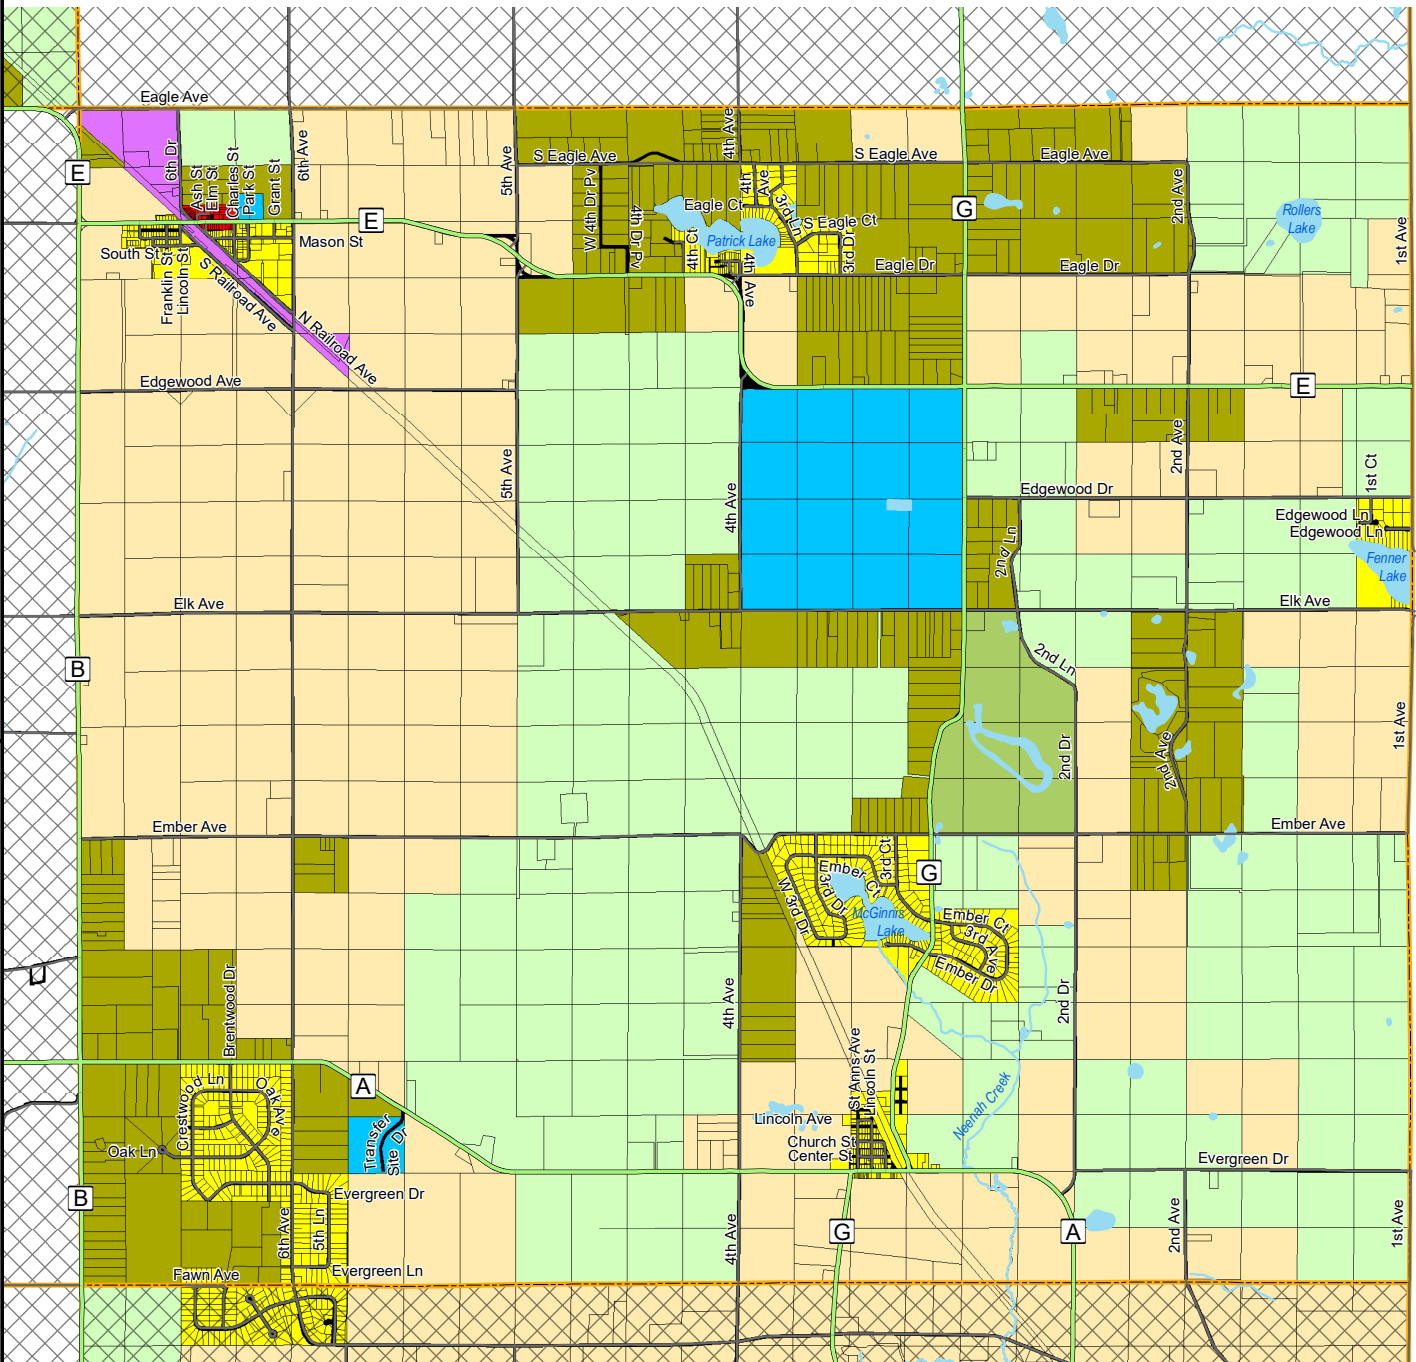 Eagle Ave
E
6th Dr
Ash St
Elm St
Charles St
Park St
Grant St
6th Ave
5th Ave
S Eagle Ave
4th Ave
S Eagle Ave
Eagle Ave
G
2nd Ave
Rollers
Lake
1st Ave
W 4th Dr Pv
4th Dr Pv
Eagle Ct
4th
Ave
3rd Ln
S Eagle Ct
3rd Dr
Patrick Lake
4th Ct
4th
Ave
Eagle Dr
Eagle Dr
E
Mason St
South St
Franklin St
Lincoln St
S Railroad Ave
N Railroad Ave
Edgewood Ave
E
5th Ave
4th Ave
2nd Ave
1st Ct
Edgewood Dr
Edgewood Ln
Edgewood Ln
2nd Ln
Fenner
Lake
Elk Ave
Elk Ave
B
2nd Ln
2nd Dr
2nd Ave
1st Ave
Ember Ave
Ember Ave
G
3rd Ct
Ember Ct
3rd Dr
W 3rd Dr
McGinnis
Lake
Ember Ct
3rd Ave
Ember Dr
Brentwood Dr
4th Ave
2nd Dr
St Anns Ave
Lincoln St
A
Crestwood Ln
Oak Ave
Oak Ln
Transfer
Site Dr
Lincoln Ave
Church St
Center St
Neenah Creek
Evergreen Dr
B
Evergreen Dr
6th Ave
5th Ln
4th Ave
G
A
2nd Ave
1st Ave
Fawn Ave
Evergreen Ln